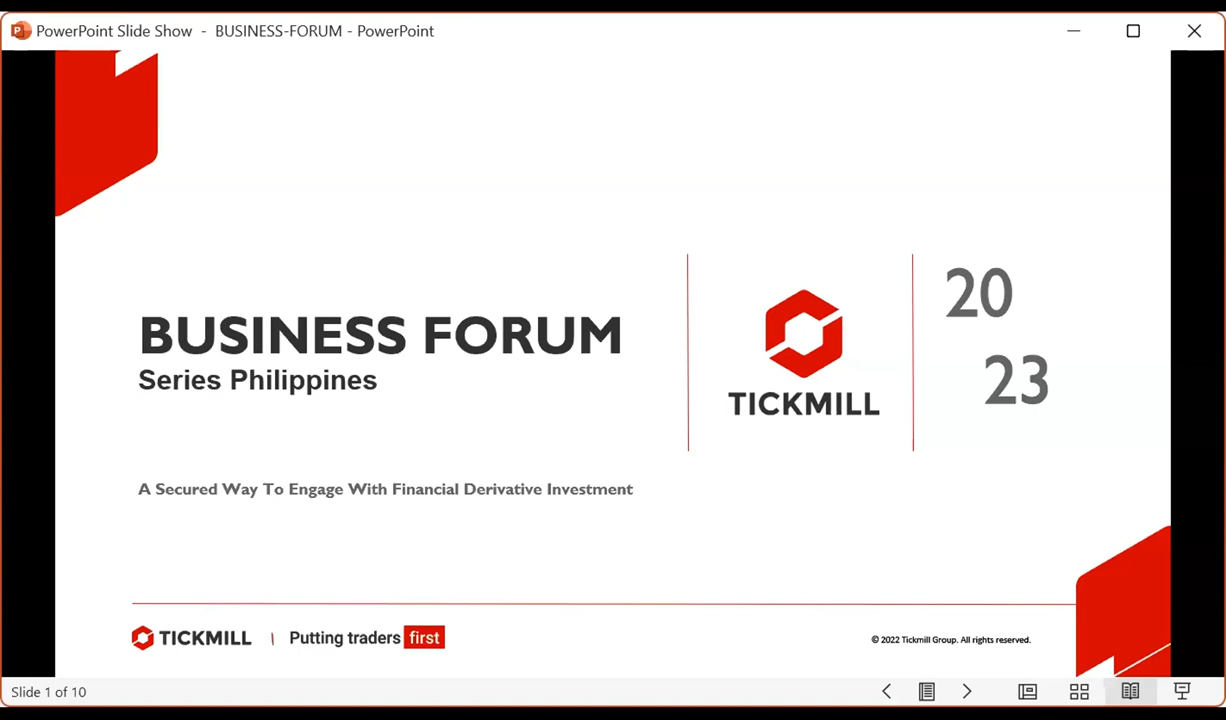 PowerPoint Slide Show - BUSINESS-FORUM - PowerPoint
BUSINESS FORUM
Series Philippines
A Secured Way To Engage With Financial Derivative Investment
TICKMILL
20
23
TICKMILL | Putting traders first
© 2022 Tickmill Group. All rights reserved.
Slide 1 of 10